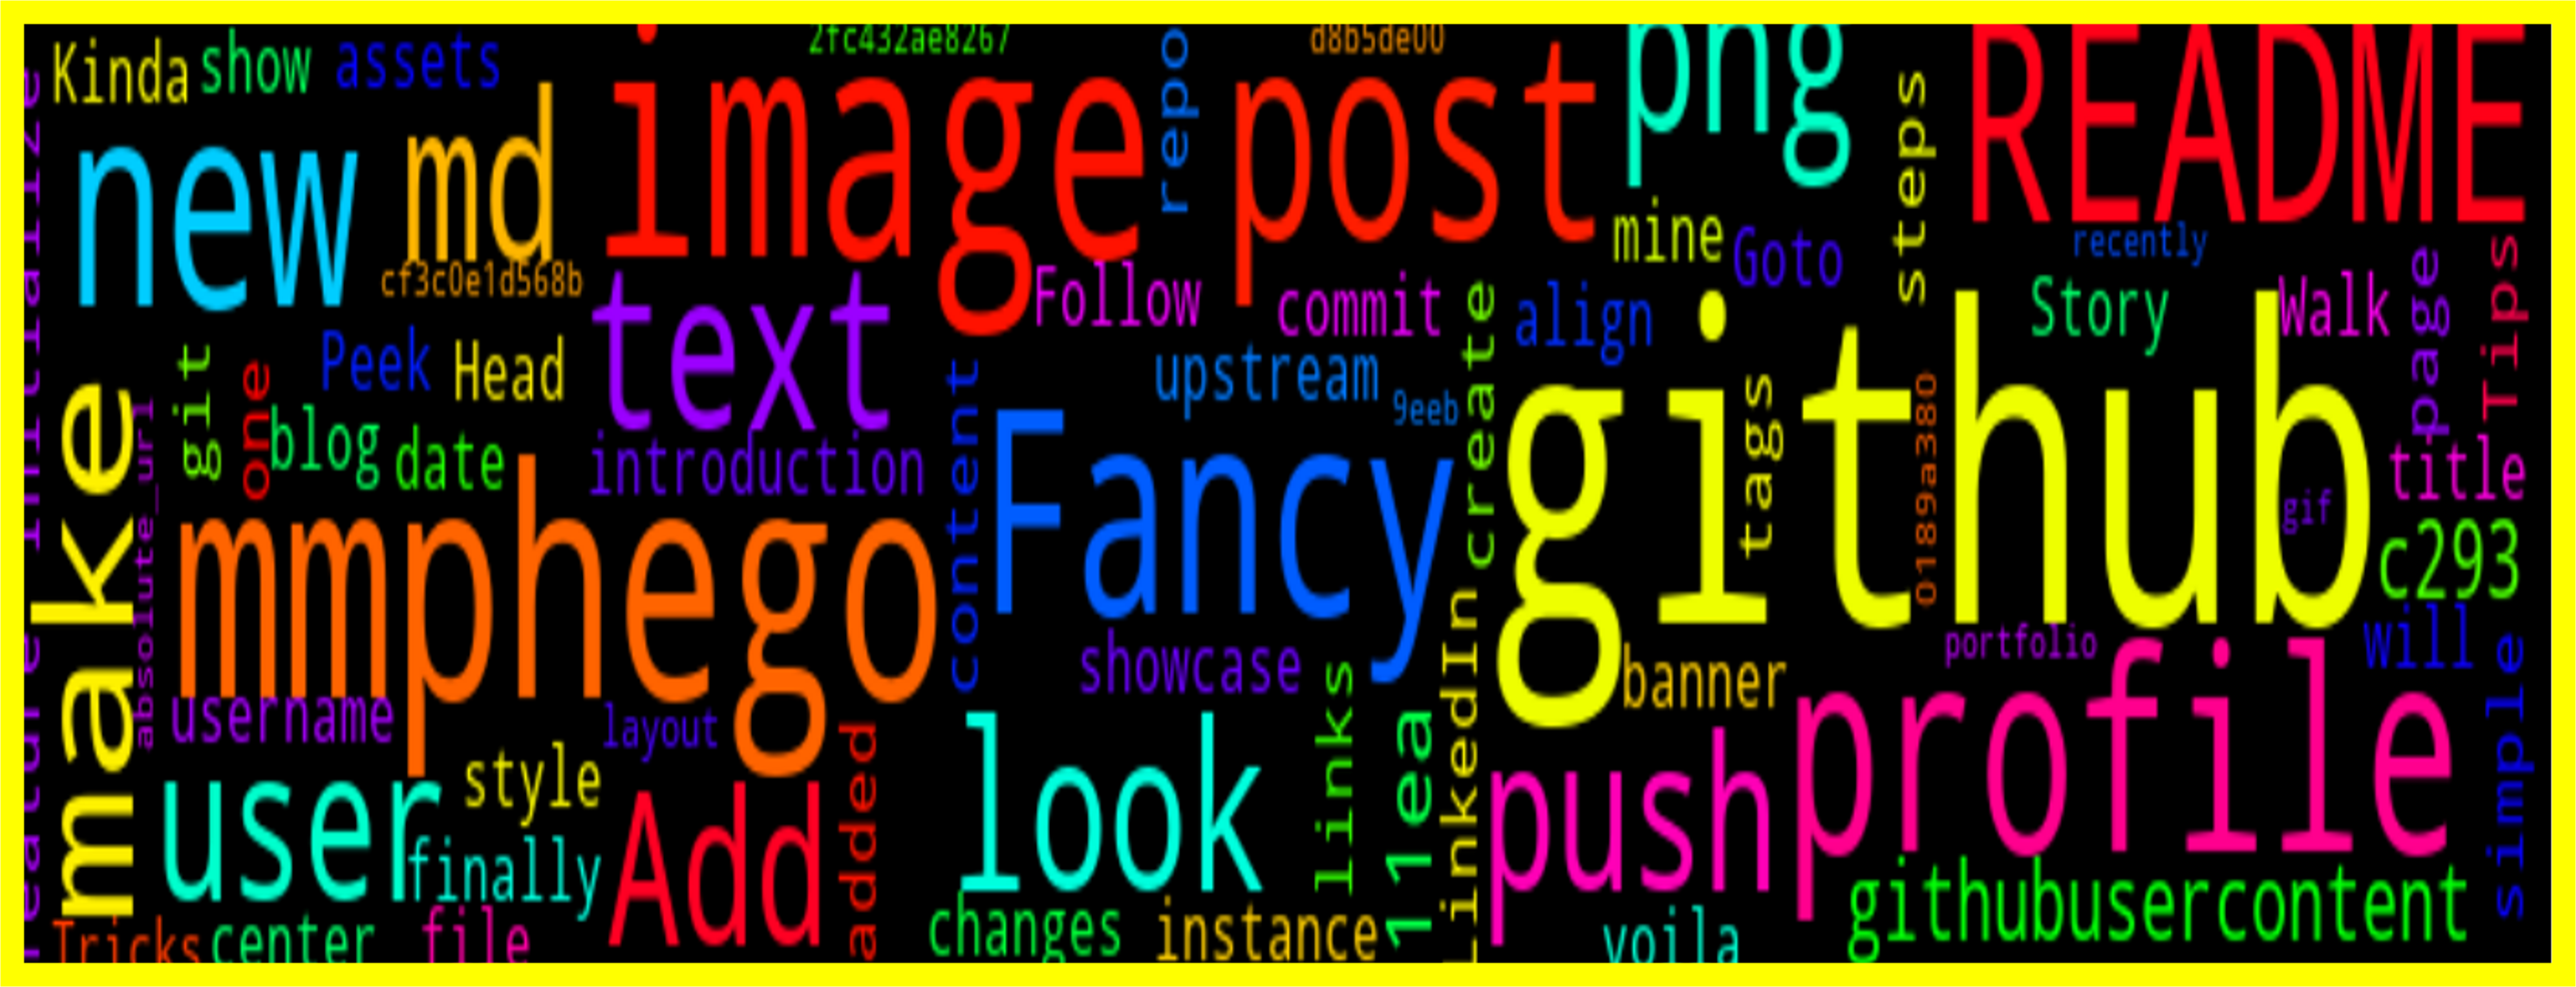 Kinda show assets
2fc432ae8267
d8b5de00
new md image
repo
post
png
steps
README
cf3c0e1d568b
mine Goto
recently
initialize
text
Follow commit
align
Story
Walk
page
Tips
git
one
Peek Head
upstream
9eeb
create
make
absolute_url
blog date
introduction
content
Fancy
github
tags
0189a380
gif
title
c293
mmphego
showcase
LinkedIn
banner
portfolio
Will
feature
username
layout
added
links
11ea
push profile
simple
user
style
finally
Add
look
Tricks center file
changes instance
voila
githubusercontent